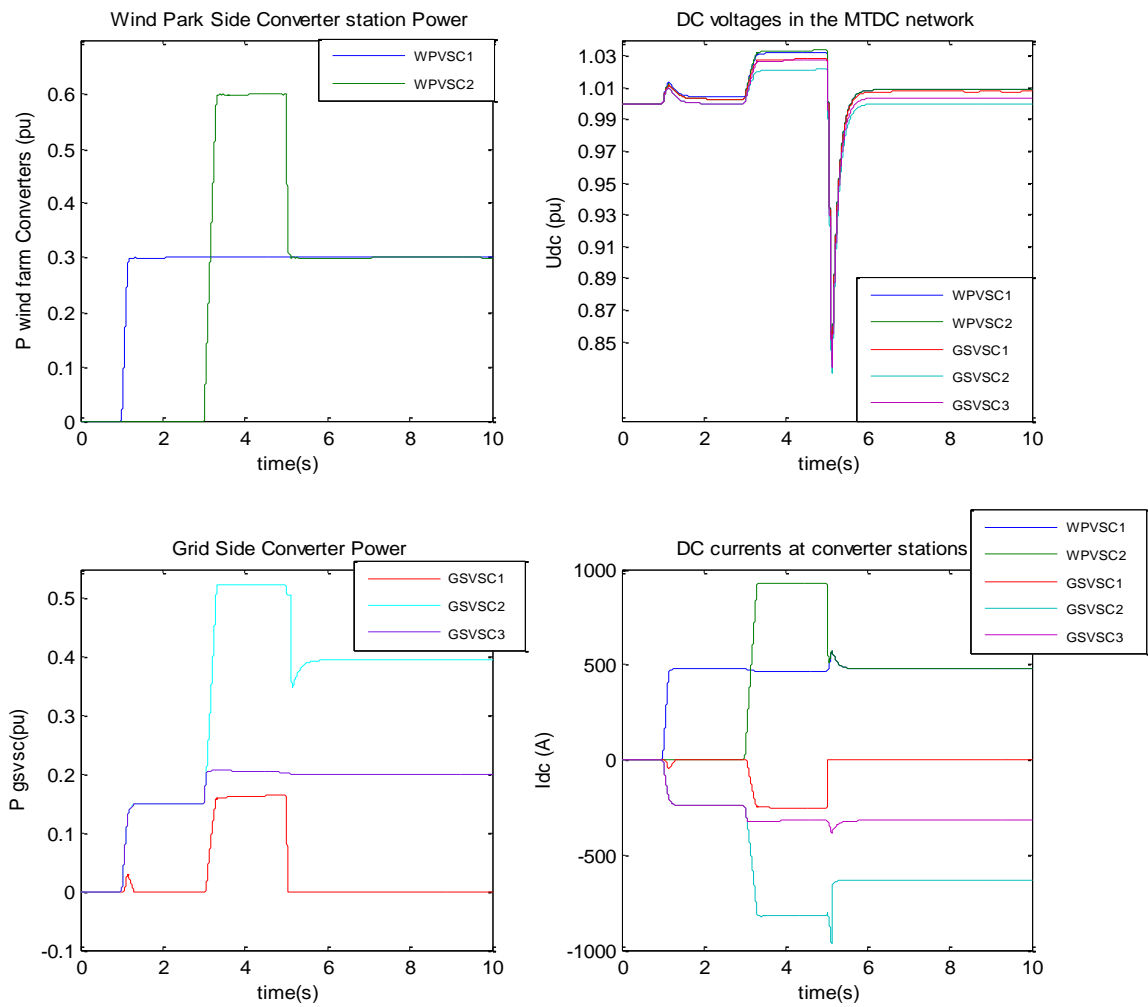 Wind Park Side Converter station Power
WPVSC1
WPVSC2
0.6
0.5
0.4
0.3
0.2
0.1
0
P wind farm Converters (pu)
0 2 4 6 8 10
time(s)
DC voltages in the MTDC network
1.03
1.01
0.99
0.97
0.95
0.93
0.91
0.89
0.87
0.85
Udc (pu)
WPVSC1
WPVSC2
GSVSC1
GSVSC2
GSVSC3
0 2 4 6 8 10
time(s)
Grid Side Converter Power
GSVSC1
GSVSC2
GSVSC3
0.5
0.4
0.3
0.2
0.1
0
-0.1
P gsvsc(pu)
0 2 4 6 8 10
time(s)
DC currents at converter stations
WPVSC1
WPVSC2
GSVSC1
GSVSC2
GSVSC3
1000
500
0
-500
-1000
Idc (A)
0 2 4 6 8 10
time(s)